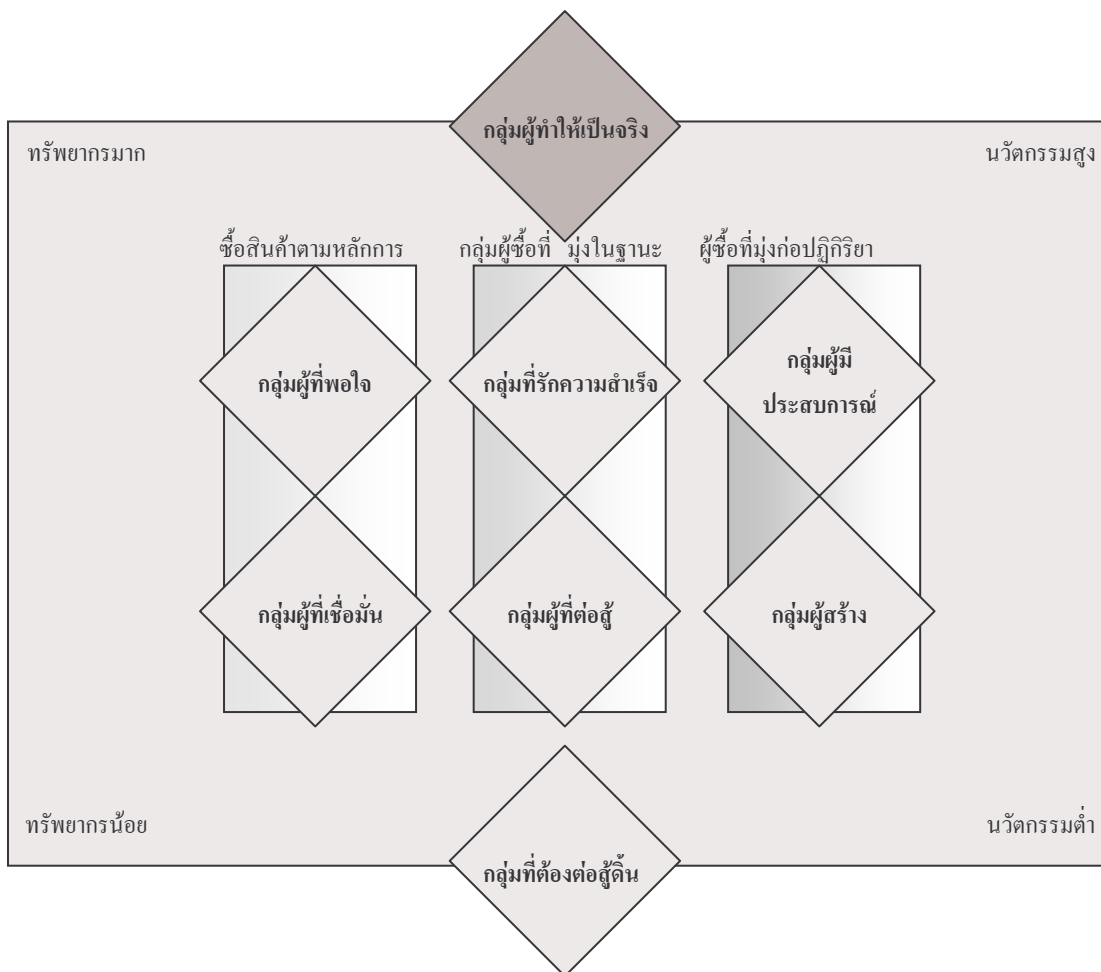 กลุ่มผู้ทำให้เป็นจริง
ทรัพยากรมาก
นวัตกรรมสูง
ซื้อสินค้าตามหลักการ
กลุ่มผู้ซื้อที่ มุ่งในฐานะ
ผู้ซื้อที่มุ่งก่อปฏิกิริยา
กลุ่มผู้ที่พอใจ
กลุ่มที่รักความสำเร็จ
กลุ่มผู้มี
ประสบการณ์
กลุ่มผู้ที่เชื่อมั่น
กลุ่มผู้ที่ต่อสู้
กลุ่มผู้สร้าง
ทรัพยากรน้อย
นวัตกรรมต่ำ
กลุ่มที่ต้องต่อสู้ดิ้น